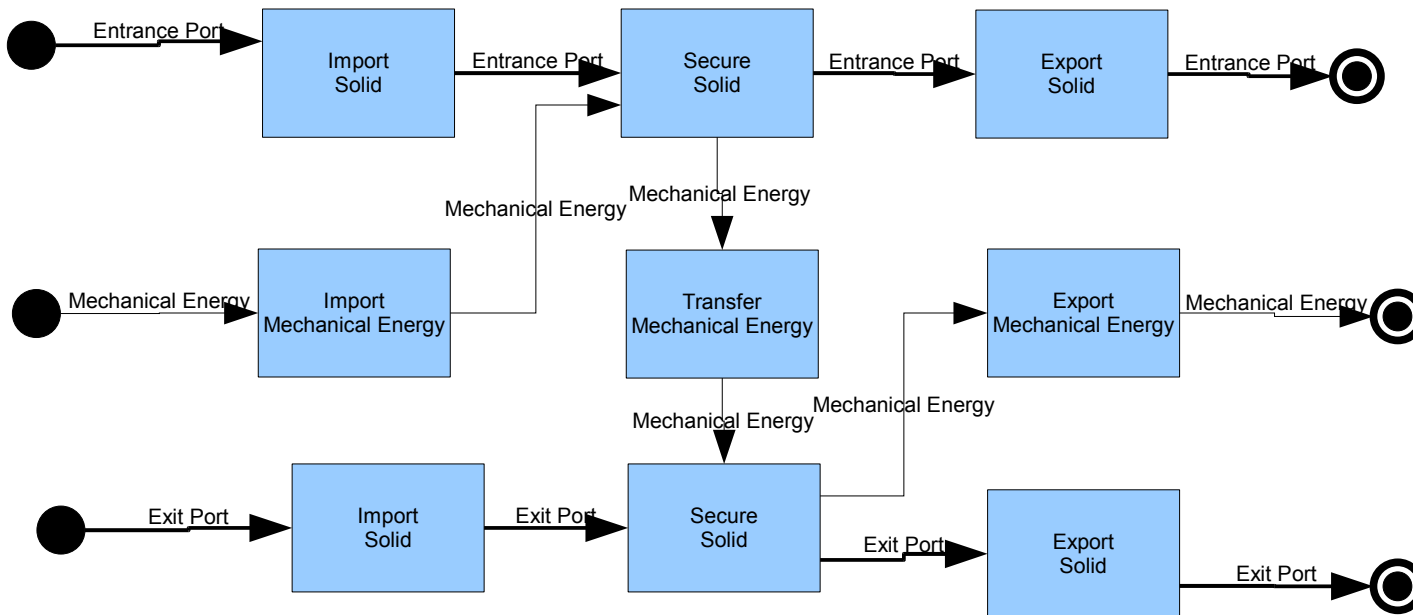 Entrance Port
Import
Solid
Entrance Port
Secure
Solid
Entrance Port
Export
Solid
Entrance Port
Mechanical Energy
Mechanical Energy
Mechanical Energy
Import
Mechanical Energy
Transfer
Mechanical Energy
Export
Mechanical Energy
Mechanical Energy
Mechanical Energy
Mechanical Energy
Exit Port
Import
Solid
Exit Port
Secure
Solid
Exit Port
Export
Solid
Exit Port